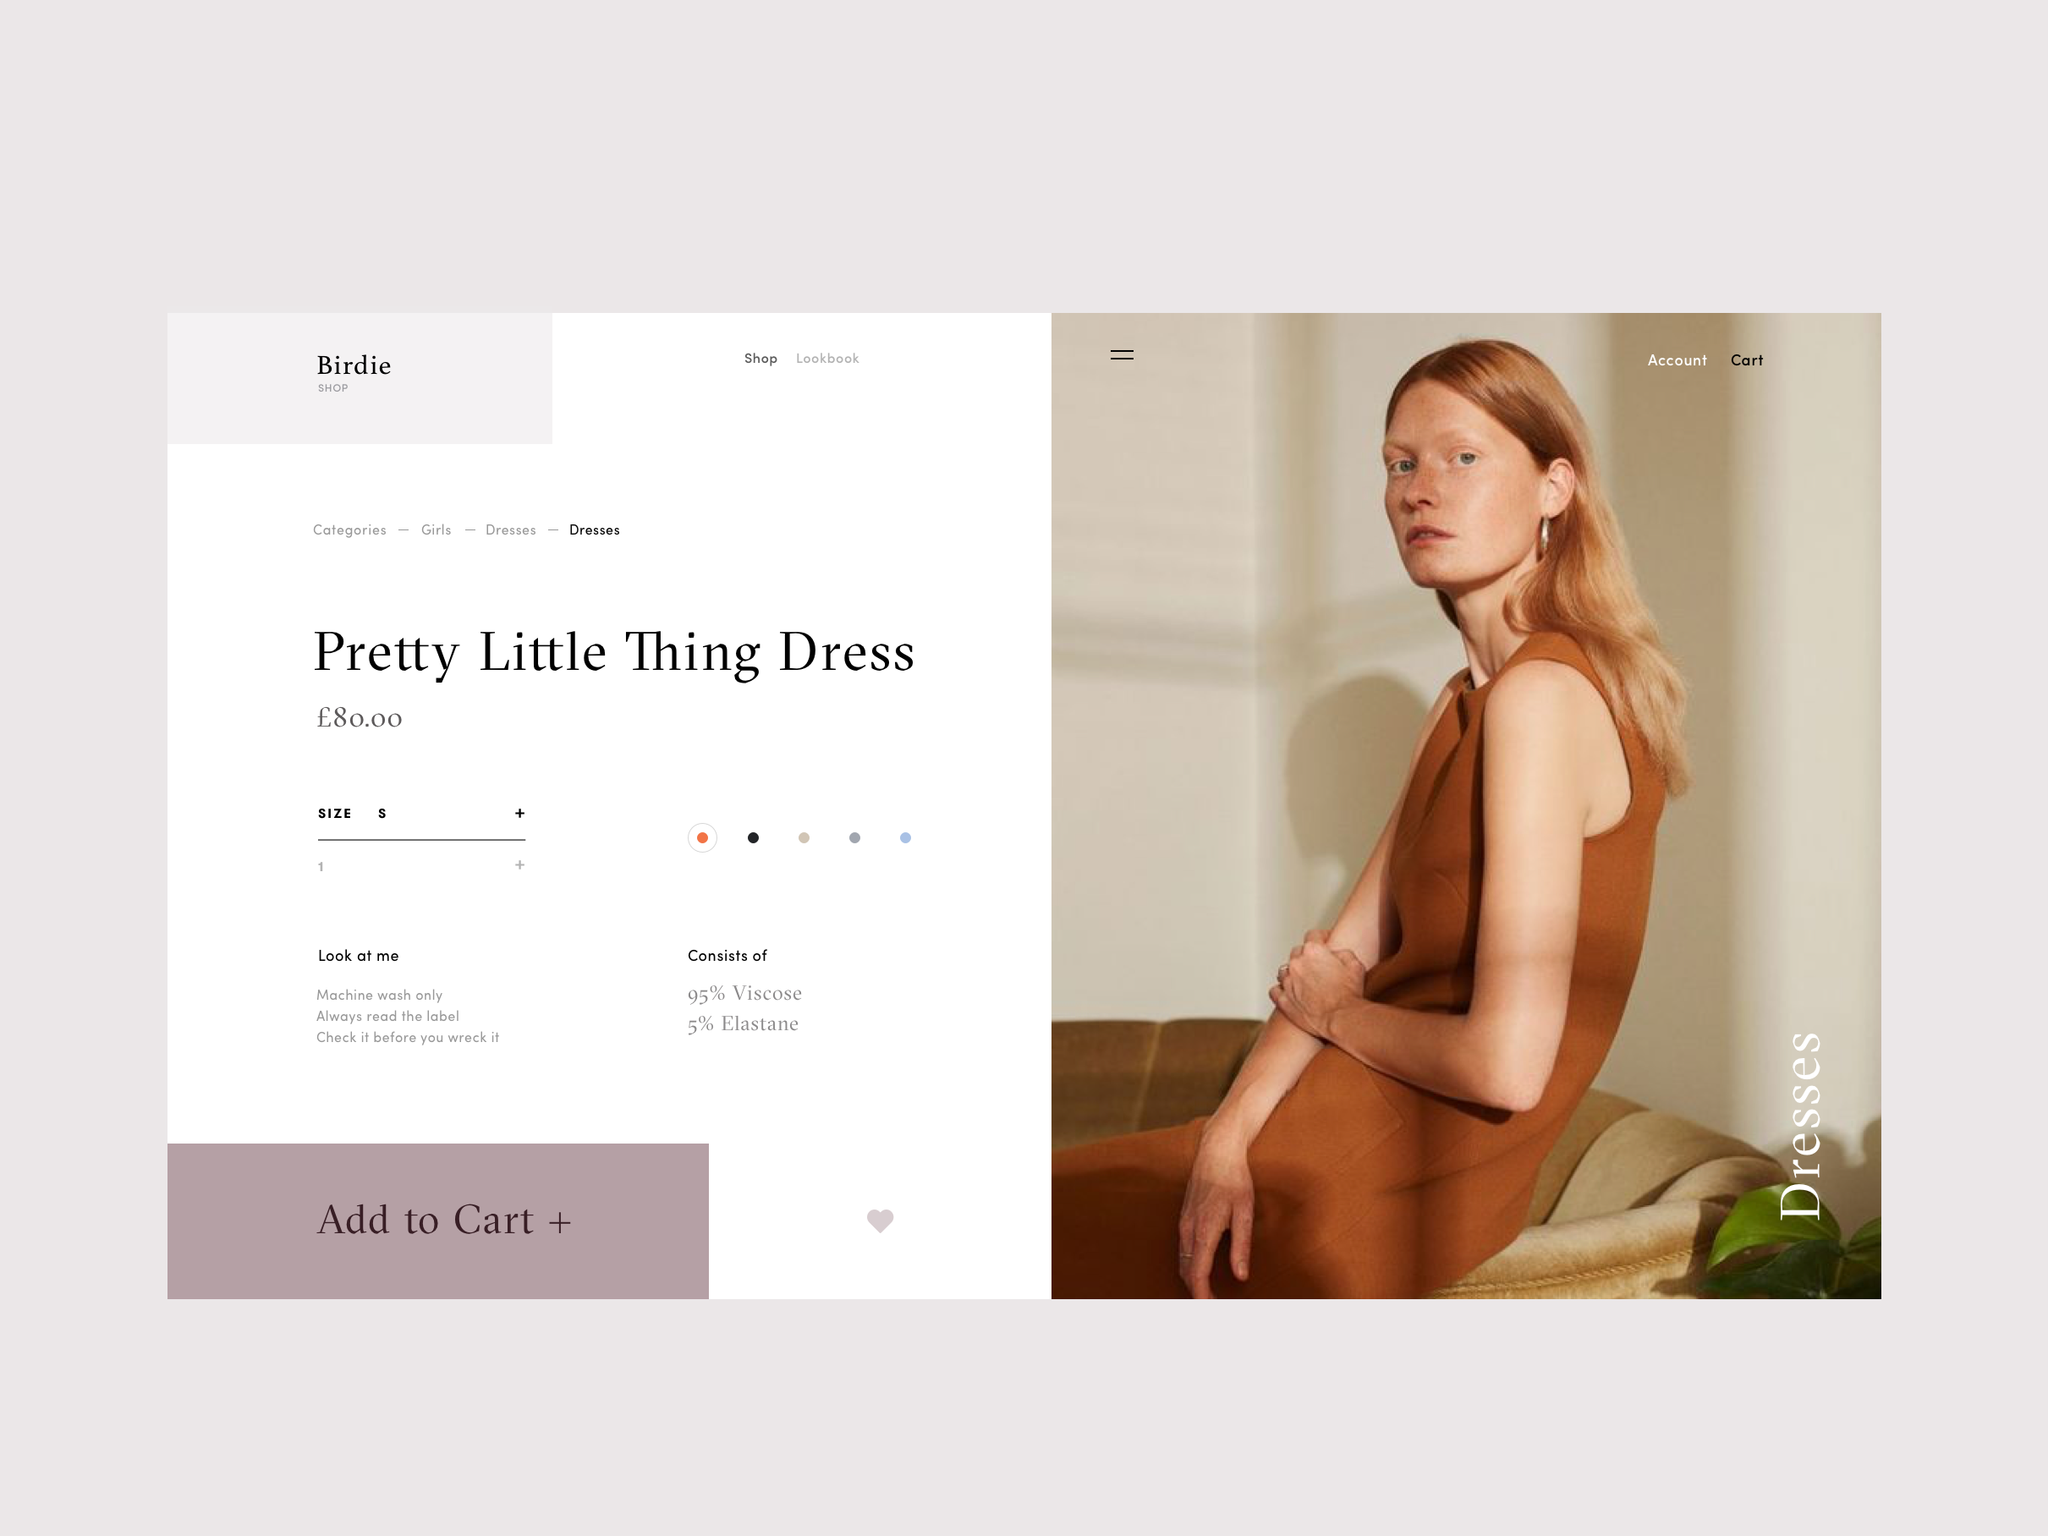 Birdie
SHOP
Shop Lookbook
Account Cart
Categories — Girls — Dresses — Dresses
Pretty Little Thing Dress
£80.00
SIZE S +
1 +
Look at me
Machine wash only
Always read the label
Check it before you wreck it
Consists of
95% Viscose
5% Elastane
Add to Cart +
Dresses